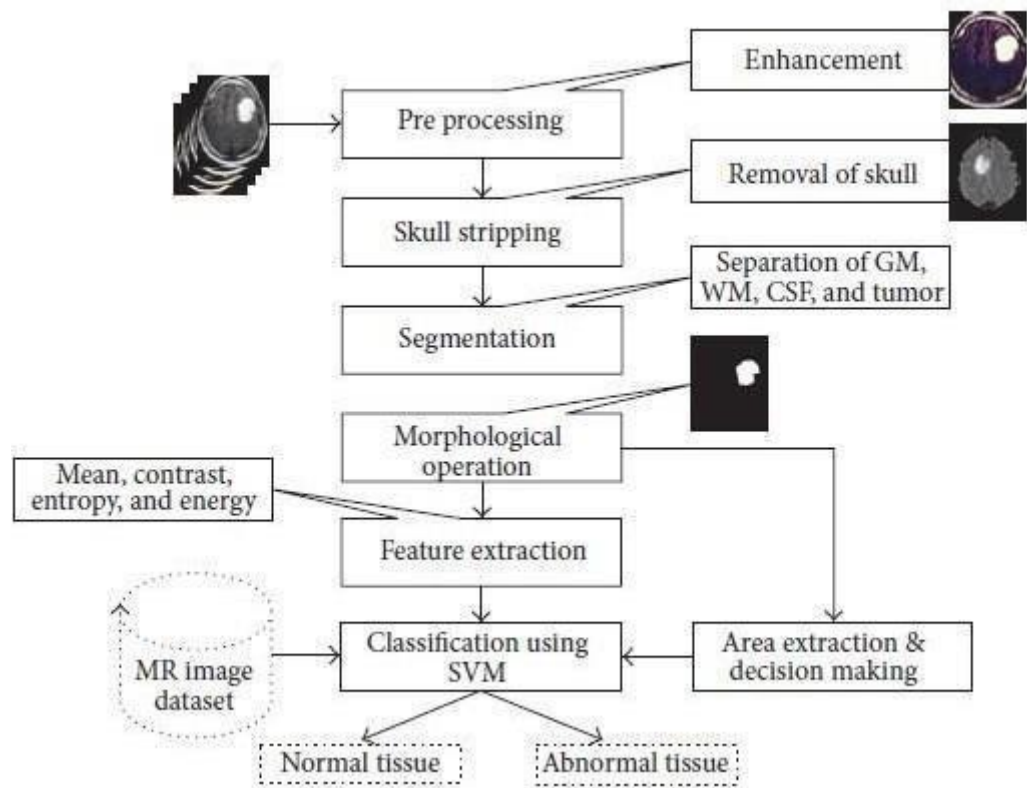 Enhancement
Pre processing
Removal of skull
Skull stripping
Separation of GM,
WM, CSF, and tumor
Segmentation
Morphological
operation
Mean, contrast,
entropy, and energy
Feature extraction
MR image
dataset
Classification using
SVM
Area extraction &
decision making
Normal tissue
Abnormal tissue